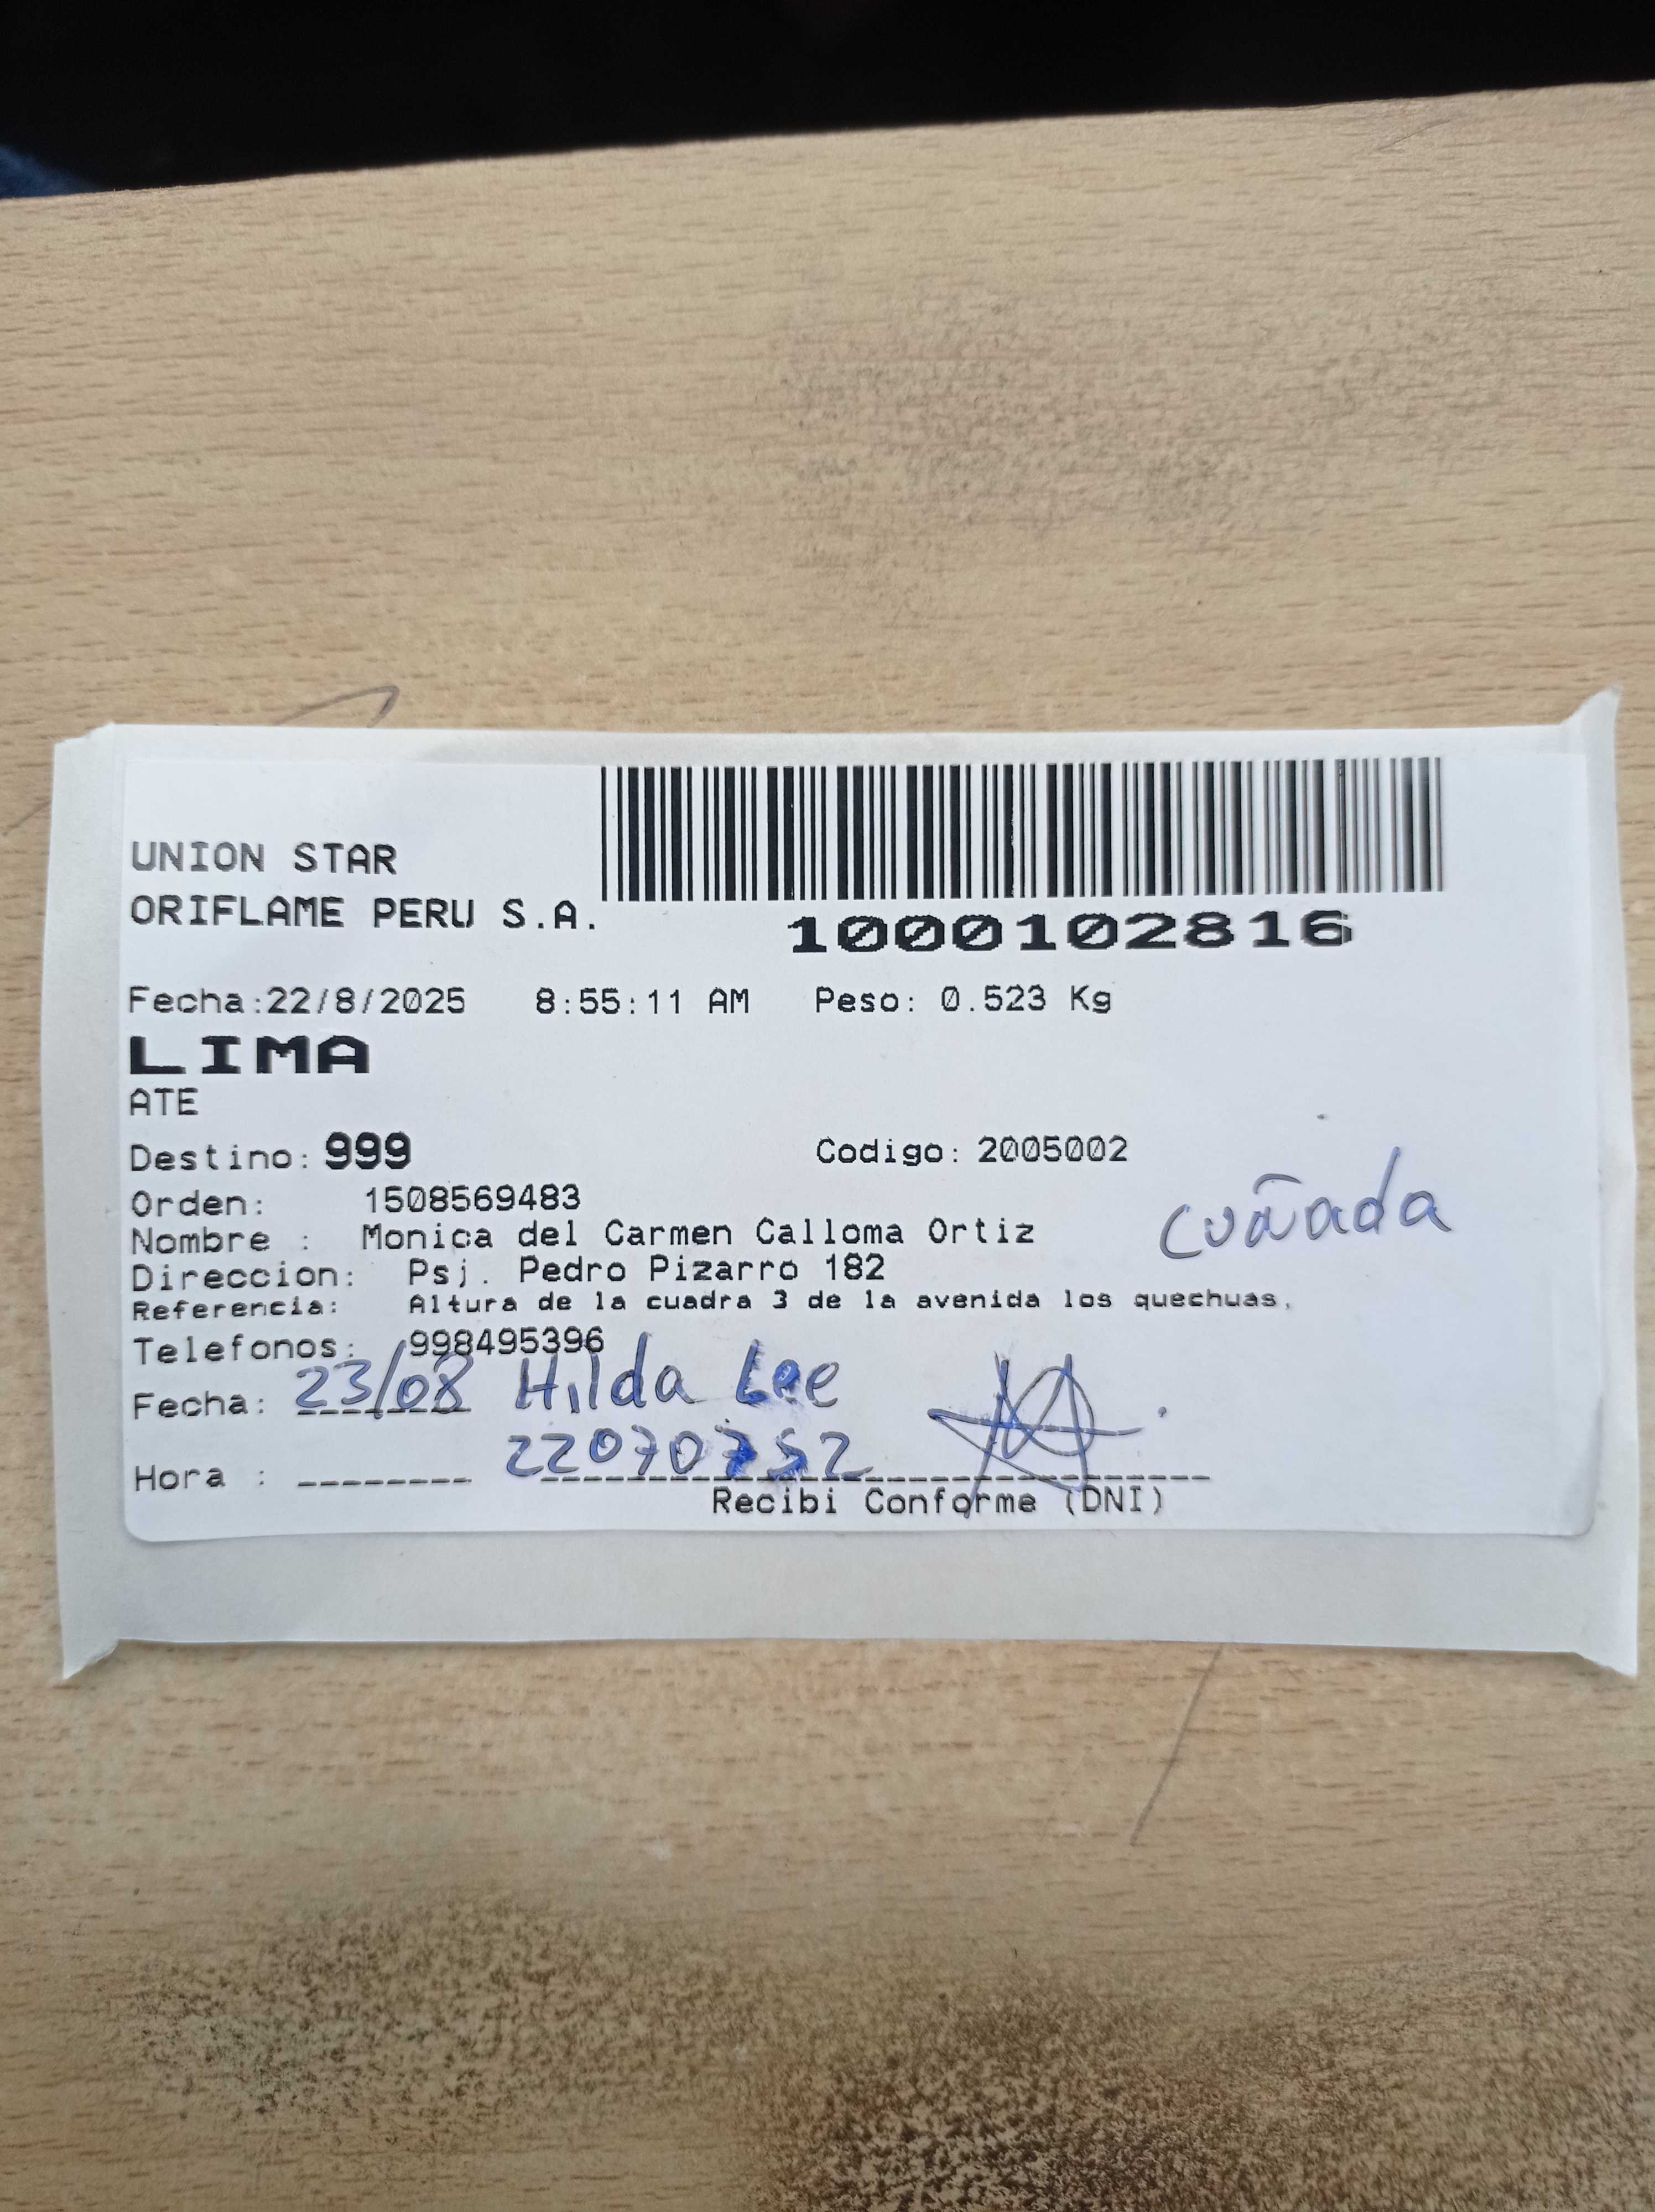 UNION STAR
ORIFLAME PERU S.A.
1000102816
Fecha:22/8/2025 8:55:11 AM Peso: 0.523 Kg
LIMA
ATE
Destino: 999 Codigo: 2005002
Orden: 1508569483
cuñada
Nombre : Monica del Carmen Calloma Ortiz
Direccion: Psj. Pedro Pizarro 182
Referencia: Altura de la cuadra 3 de la avenida los quechuas,
Telefonos: 998495396
Fecha: 23/08 Hilda Lee
Hora : 22070752
Recibi Conforme (DNI)